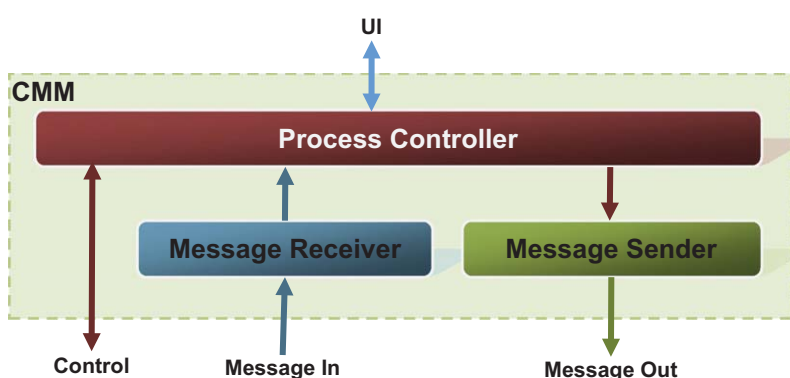 UI
CMM
Process Controller
Message Receiver
Message Sender
Control
Message In
Message Out